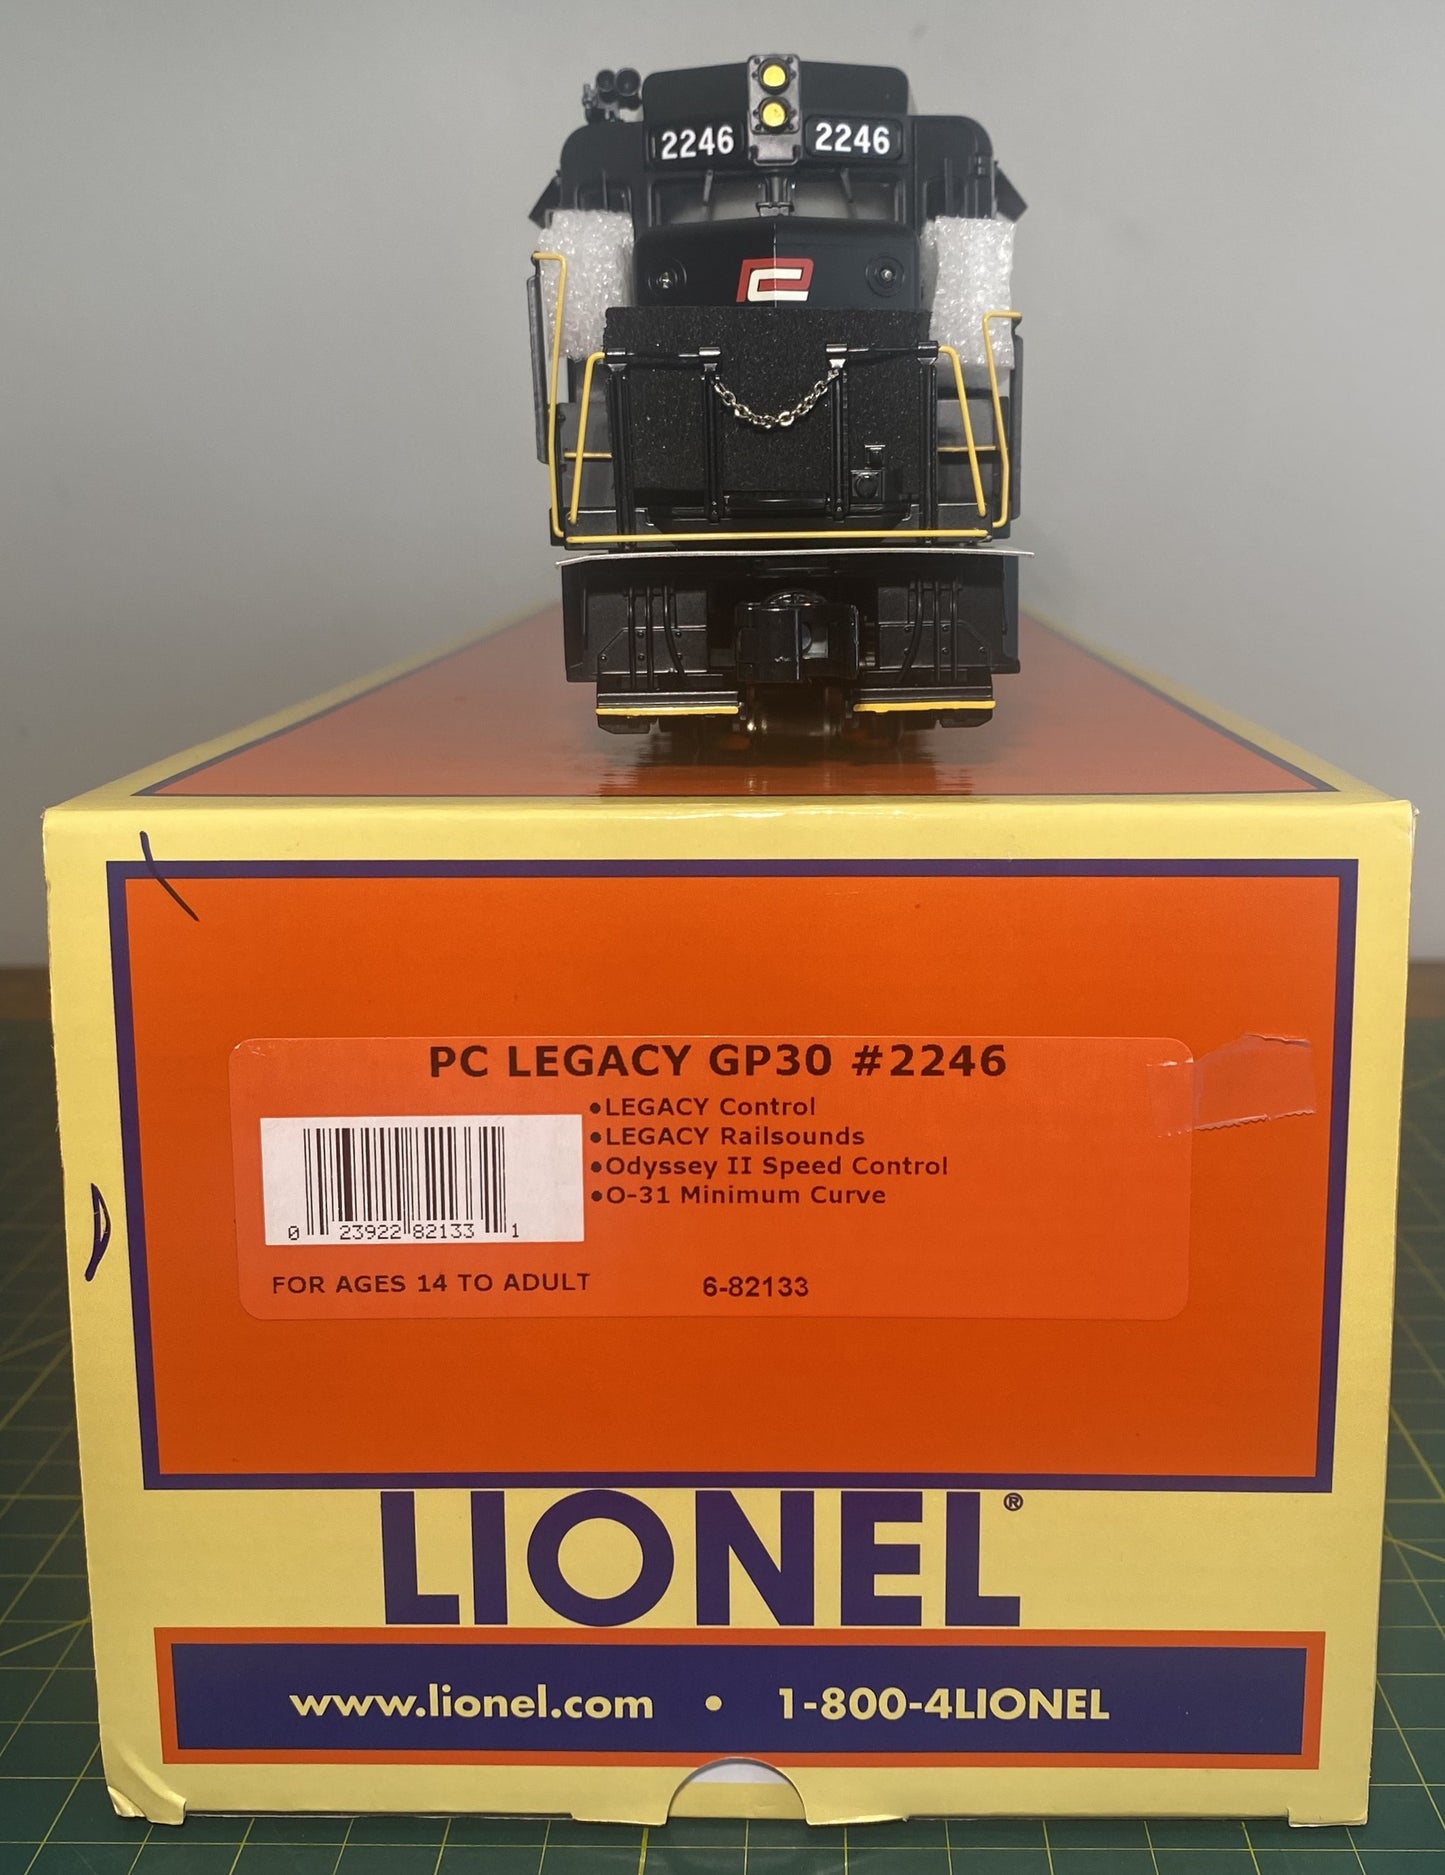 2246 2246
PC LEGACY GP30 #2246
•LEGACY Control
•LEGACY Railsounds
•Odyssey II Speed Control
•O-31 Minimum Curve
0 23922 82133 1
FOR AGES 14 TO ADULT 6-82133
LIONEL®
www.lionel.com • 1-800-4LIONEL